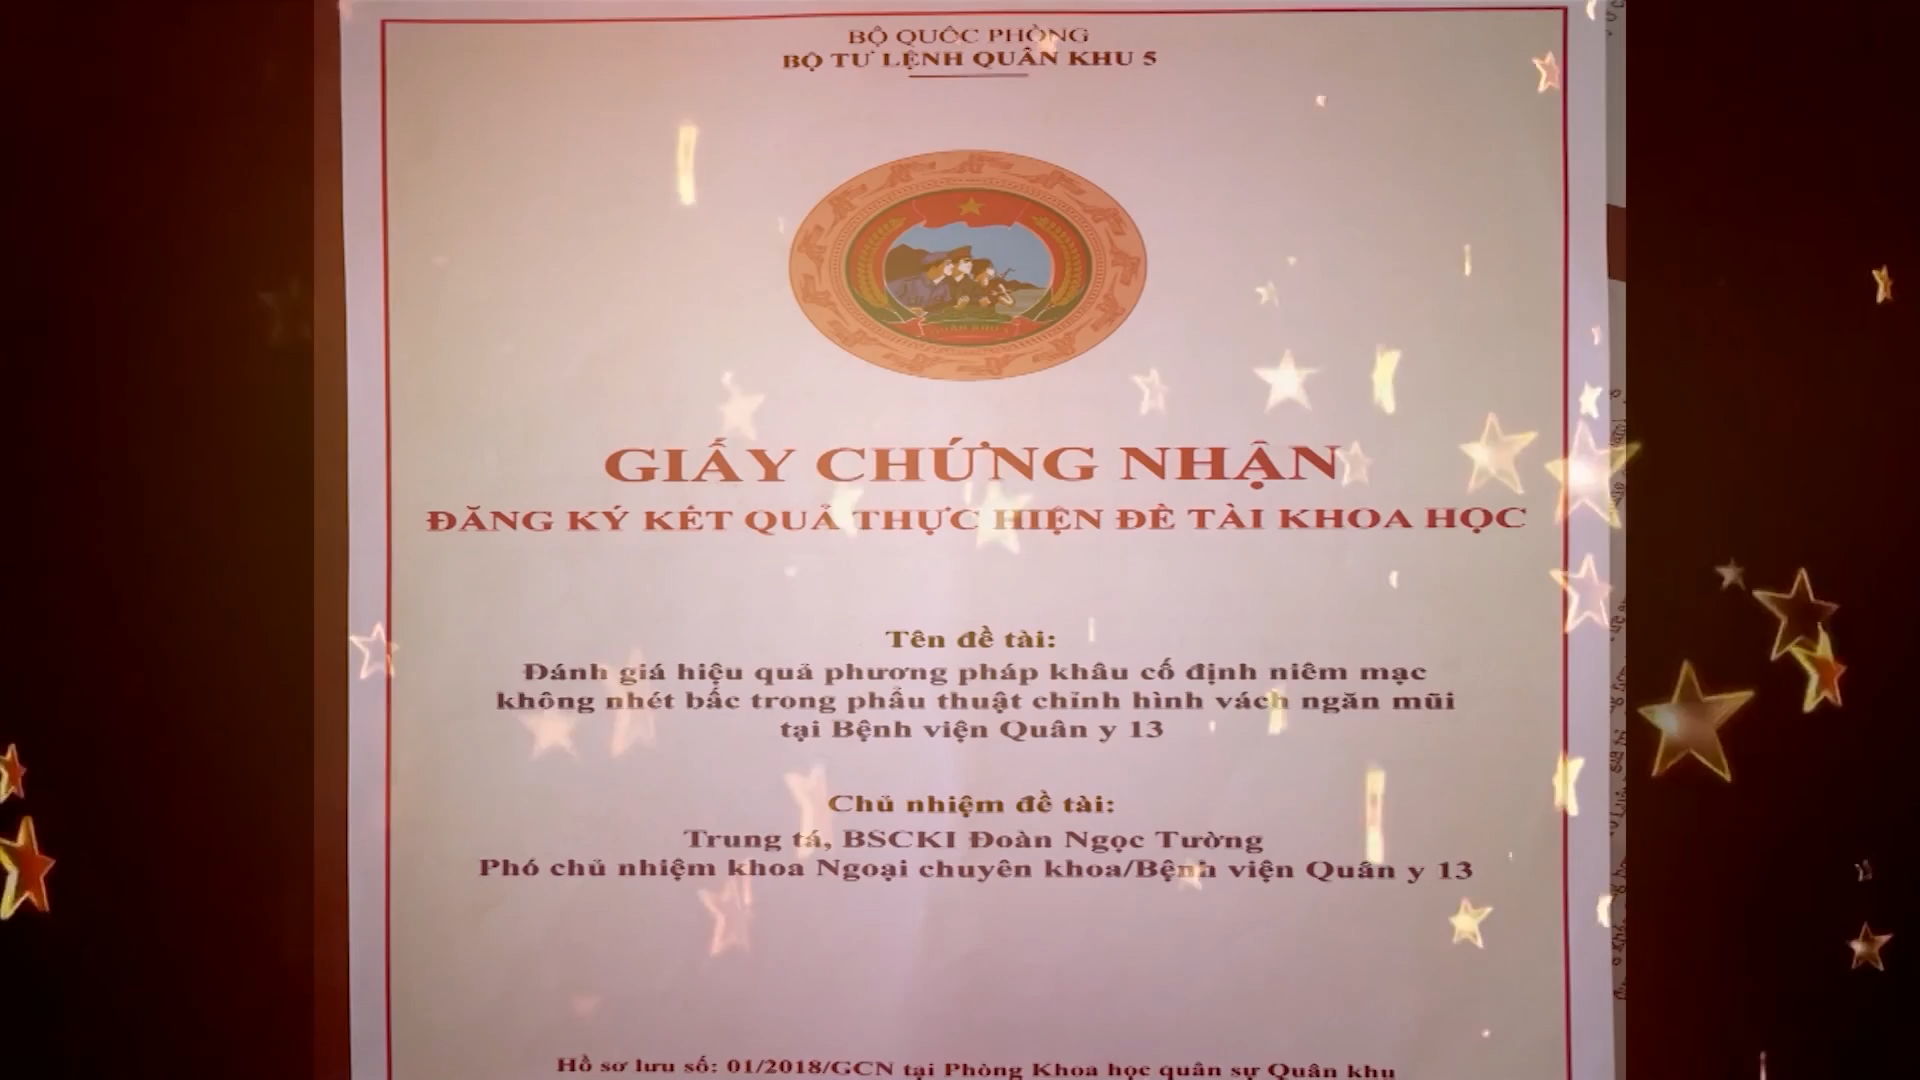 BỘ QUỐC PHÒNG
BỘ TƯ LỆNH QUÂN KHU 5
QUÂN KHU 5
GIẤY CHỨNG NHẬN
ĐĂNG KÝ KẾT QUẢ THỰC HIỆN ĐỀ TÀI KHOA HỌC
Tên đề tài:
Đánh giá hiệu quả phương pháp khâu cố định niêm mạc
không nhét bấc trong phẩu thuật chỉnh hình vách ngăn mũi
tại Bệnh viện Quân y 13
Chủ nhiệm đề tài:
Trung tá, BSCKI Đoàn Ngọc Tường
Phó chủ nhiệm khoa Ngoại chuyên khoa/Bệnh viện Quân y 13
Hồ sơ lưu số: 01/2018/GCN tại Phòng Khoa học quân sự Quân khu